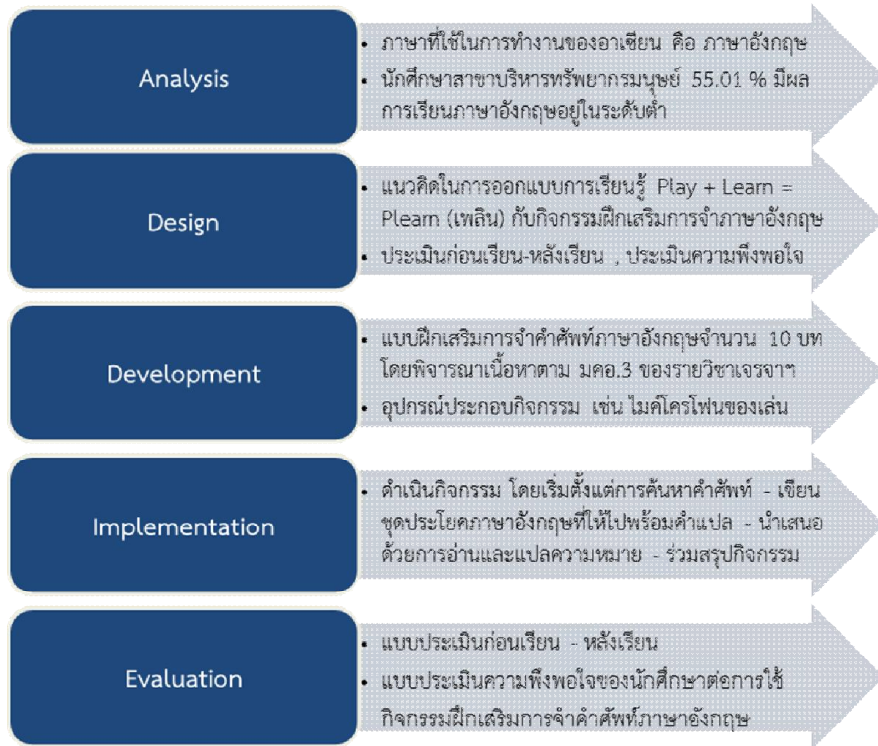 Analysis
• ภาษาที่ใช้ในการทำงานของอาเซียน คือ ภาษาอังกฤษ
• นักศึกษาสาขาบริหารทรัพยากรมนุษย์ 55.01 % มีผล
การเรียนภาษาอังกฤษอยู่ในระดับต่ำ
Design
• แนวคิดในการออกแบบการเรียนรู้ Play + Learn =
Plearn (เพลิน) กับกิจกรรมฝึกเสริมการจำภาษาอังกฤษ
• ประเมินก่อนเรียน-หลังเรียน , ประเมินความพึงพอใจ
Development
• แบบฝึกเสริมการจำคำศัพท์ภาษาอังกฤษจำนวน 10 บท
โดยพิจารณาเนื้อหาตาม มคอ.3 ของรายวิชาเจรจาฯ
• อุปกรณ์ประกอบกิจกรรม เช่น ไมค์โครโฟนของเล่น
Implementation
• ดำเนินกิจกรรม โดยเริ่มตั้งแต่การค้นหาคำศัพท์ - เขียน
ชุดประโยคภาษาอังกฤษที่ให้ไปพร้อมคำแปล - นำเสนอ
ด้วยการอ่านและแปลความหมาย - ร่วมสรุปกิจกรรม
Evaluation
• แบบประเมินก่อนเรียน - หลังเรียน
• แบบประเมินความพึงพอใจของนักศึกษาต่อการใช้
กิจกรรมฝึกเสริมการจำคำศัพท์ภาษาอังกฤษ